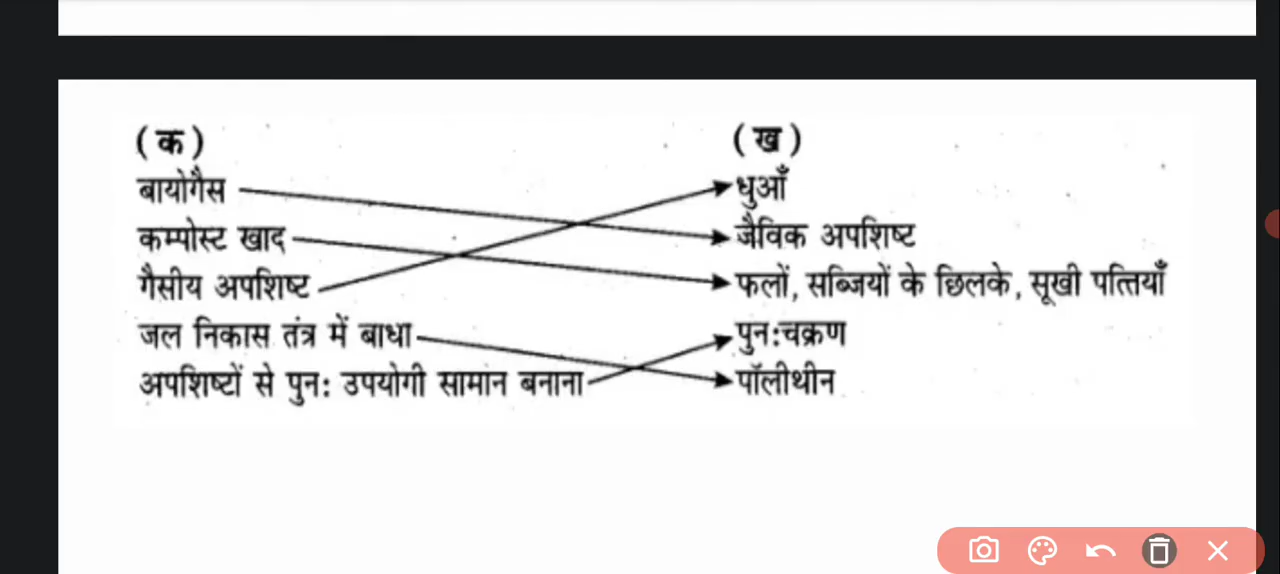 (क) (ख)
बायोगैस धुआँ
कम्पोस्ट खाद जैविक अपशिष्ट
गैसीय अपशिष्ट फलों, सब्जियों के छिलके, सूखी पत्तियाँ
जल निकास तंत्र में बाधा पुन:चक्रण
अपशिष्टों से पुन: उपयोगी सामान बनाना पॉलीथीन